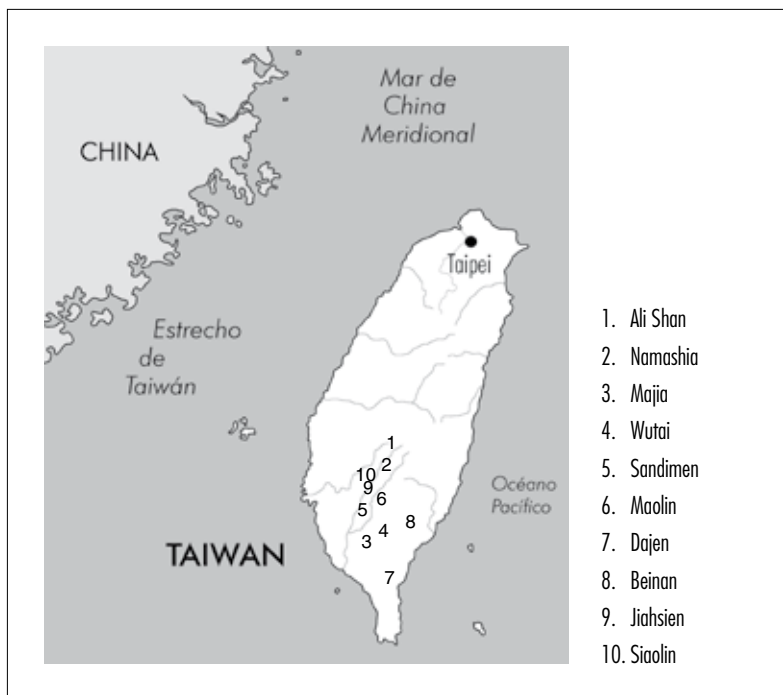 Mar de
China
Meridional
CHINA
Taipei
Estrecho
de
Taiwán
Océano
Pacífico
TAIWAN
1
2
10
9
6
5
8
4
3
7
1. Ali Shan
2. Namashia
3. Majia
4. Wutai
5. Sandimen
6. Maolin
7. Dajen
8. Beinan
9. Jiahsien
10. Siaolin